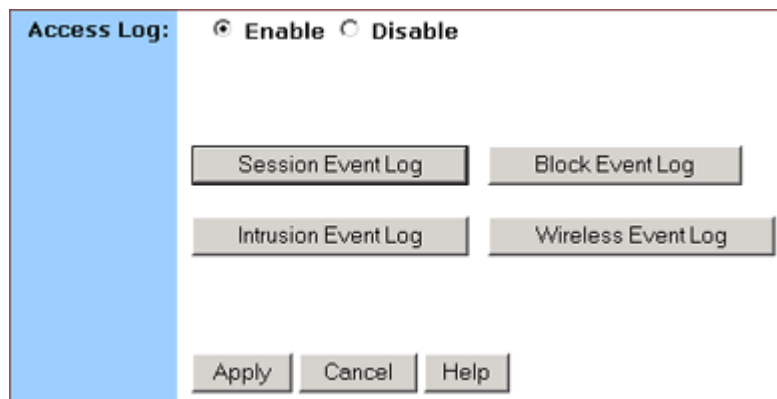 Access Log: Enable Disable
Session Event Log Block Event Log
Intrusion Event Log Wireless Event Log
Apply Cancel Help